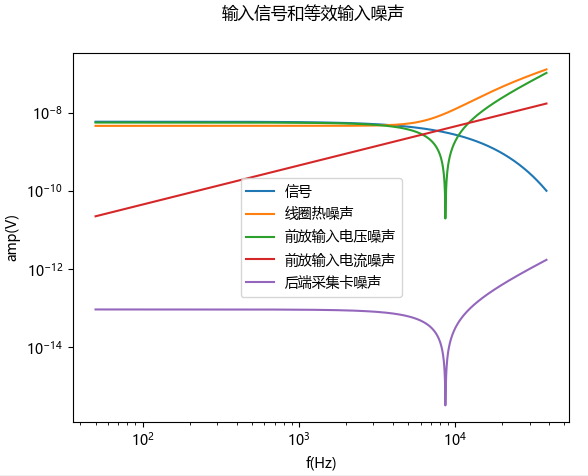 输入信号和等效输入噪声
amp(V)
10⁻⁸
10⁻¹⁰
10⁻¹²
10⁻¹⁴
信号
线圈热噪声
前放输入电压噪声
前放输入电流噪声
后端采集卡噪声
10² 10³ 10⁴
f(Hz)